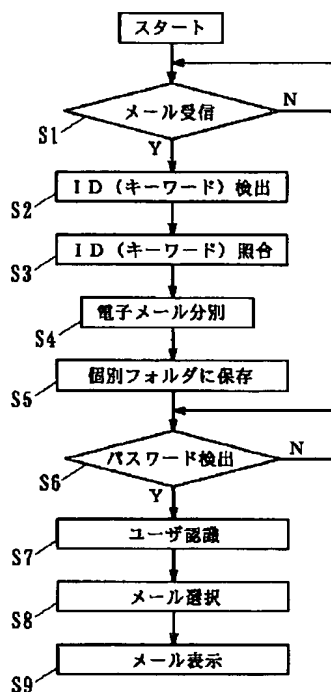 スタート
メール受信
N
S1
Y
ID(キーワード)検出
S2
ID(キーワード)照合
S3
電子メール分別
S4
個別フォルダに保存
S5
パスワード検出
N
S6
Y
ユーザ認識
S7
メール選択
S8
メール表示
S9